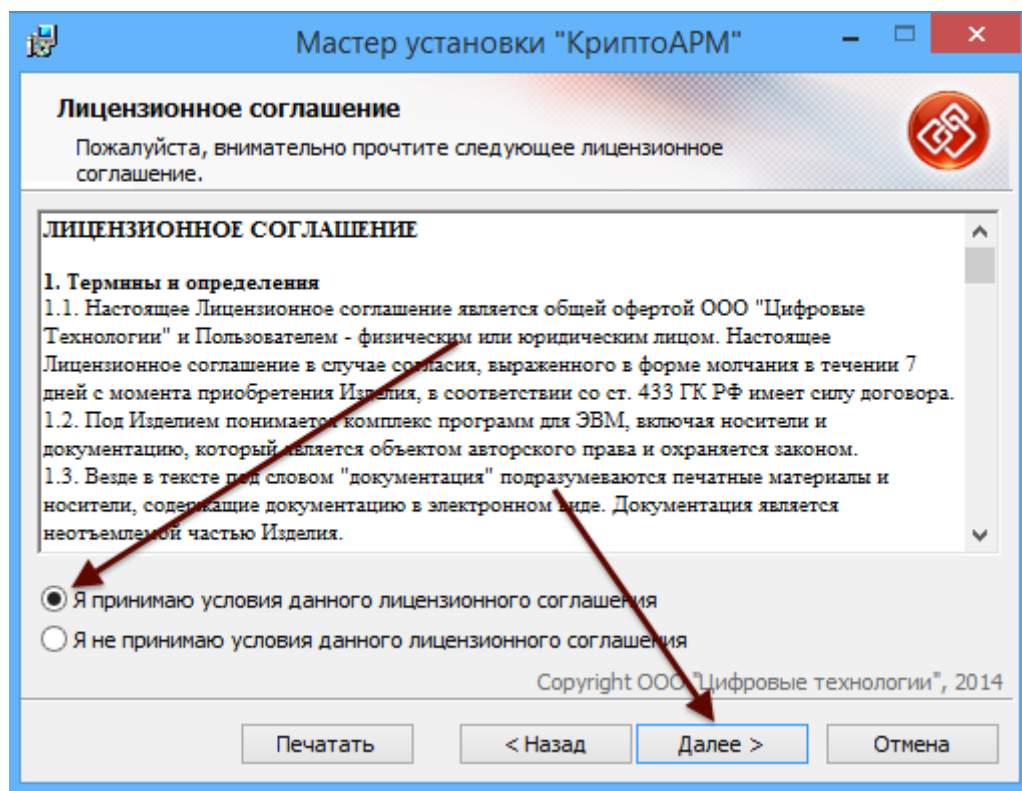 Мастер установки "КриптоАРМ"
Лицензионное соглашение
Пожалуйста, внимательно прочтите следующее лицензионное
соглашение.
ЛИЦЕНЗИОННОЕ СОГЛАШЕНИЕ
1. Термины и определения
1.1. Настоящее Лицензионное соглашение является общей офертой ООО "Цифровые
Технологии" и Пользователем - физическим или юридическим лицом. Настоящее
Лицензионное соглашение в случае согласия, выраженного в форме молчания в течении 7
дней с момента приобретения Изделия, в соответствии со ст. 433 ГК РФ имеет силу договора.
1.2. Под Изделием понимается комплекс программ для ЭВМ, включая носители и
документацию, который является объектом авторского права и охраняется законом.
1.3. Везде в тексте под словом "документация" подразумеваются печатные материалы и
носители, содержащие документацию в электронном виде. Документация является
неотъемлемой частью Изделия.
Я принимаю условия данного лицензионного соглашения
Я не принимаю условия данного лицензионного соглашения
Copyright ООО "Цифровые технологии", 2014
Печатать
< Назад
Далее >
Отмена